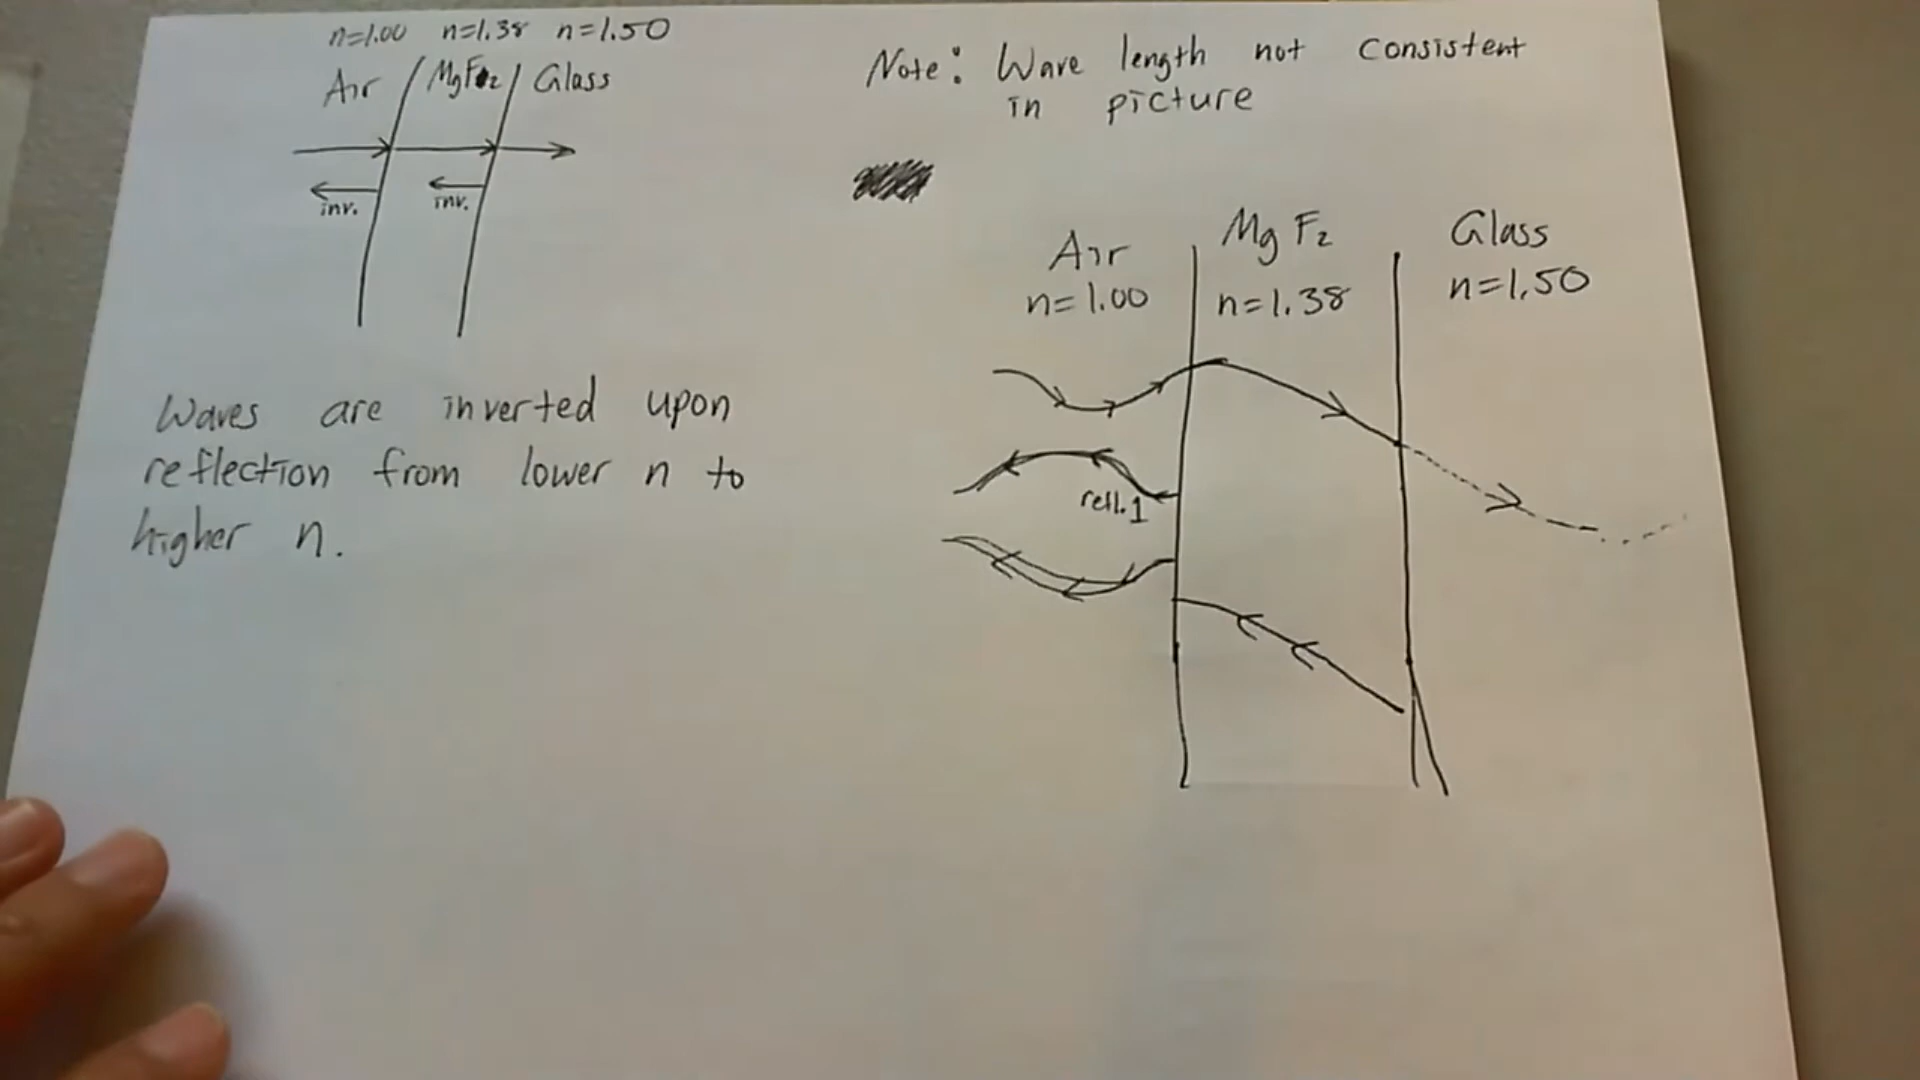 n=1.00 n=1.38 n=1.50
Air MgF2 Glass
inv. inv.
Waves are inverted upon
reflection from lower n to
higher n.
Note: Wave length not consistent
in picture
Air MgF2 Glass
n=1.00 n=1.38 n=1.50
refl.1